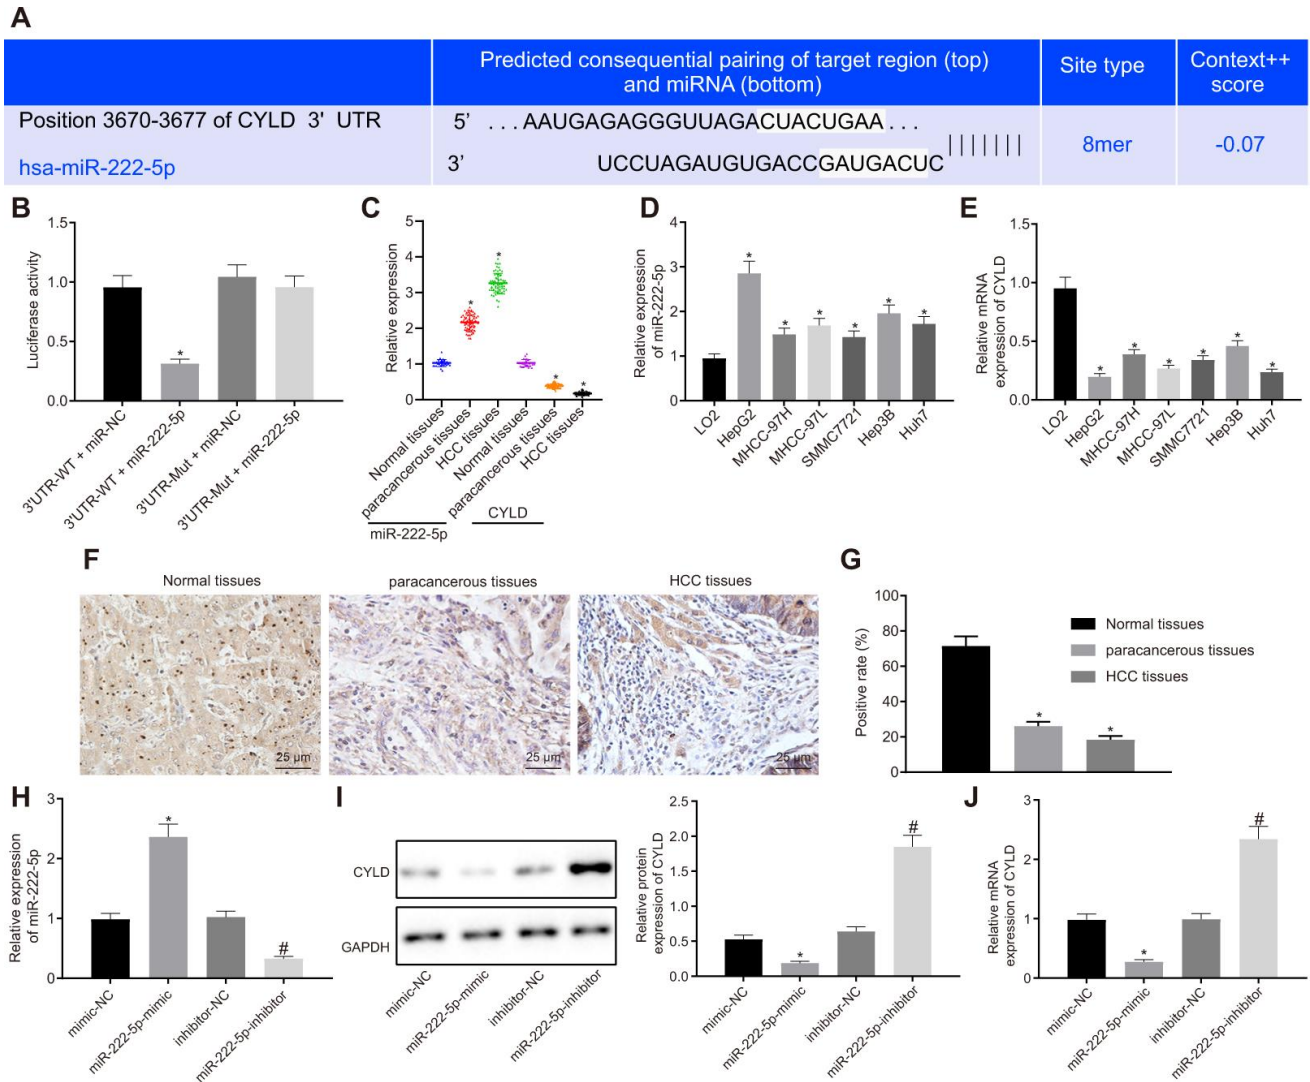 A
Predicted consequential pairing of target region (top)
and miRNA (bottom)
Site type
Context++
score
Position 3670-3677 of CYLD 3' UTR
5' ...AAUGAGAGGGUUAGACUACUGAA...
hsa-miR-222-5p
3' UCCUAGAUGUGACCGAUGACUC
8mer
-0.07
B
Luciferase activity
1.5
1.0
0.5
0.0
*
3'UTR-WT + miR-NC
3'UTR-WT + miR-222-5p
3'UTR-Mut + miR-NC
3'UTR-Mut + miR-222-5p
C
Relative expression
5
4
3
2
1
0
*
*
*
*
Normal tissues
paracancerous tissues
HCC tissues
Normal tissues
paracancerous tissues
HCC tissues
miR-222-5p
CYLD
D
Relative expression
of miR-222-5p
4
3
2
1
0
*
*
*
*
*
*
LO2
HepG2
MHCC-97H
MHCC-97L
SMMC7721
Hep3B
Huh7
E
Relative mRNA
expression of CYLD
1.5
1.0
0.5
0.0
*
*
*
*
*
*
LO2
HepG2
MHCC-97H
MHCC-97L
SMMC7721
Hep3B
Huh7
F
Normal tissues
paracancerous tissues
HCC tissues
25 μm
25 μm
25 μm
G
Positive rate (%)
100
80
60
40
20
0
*
*
Normal tissues
paracancerous tissues
HCC tissues
H
Relative expression
of miR-222-5p
3
2
1
0
*
#
mimic-NC
miR-222-5p-mimic
inhibitor-NC
miR-222-5p-inhibitor
I
CYLD
GAPDH
mimic-NC
miR-222-5p-mimic
inhibitor-NC
miR-222-5p-inhibitor
Relative protein
expression of CYLD
2.5
2.0
1.5
1.0
0.5
0.0
*
#
mimic-NC
miR-222-5p-mimic
inhibitor-NC
miR-222-5p-inhibitor
J
Relative mRNA
expression of CYLD
3
2
1
0
*
#
mimic-NC
miR-222-5p-mimic
inhibitor-NC
miR-222-5p-inhibitor